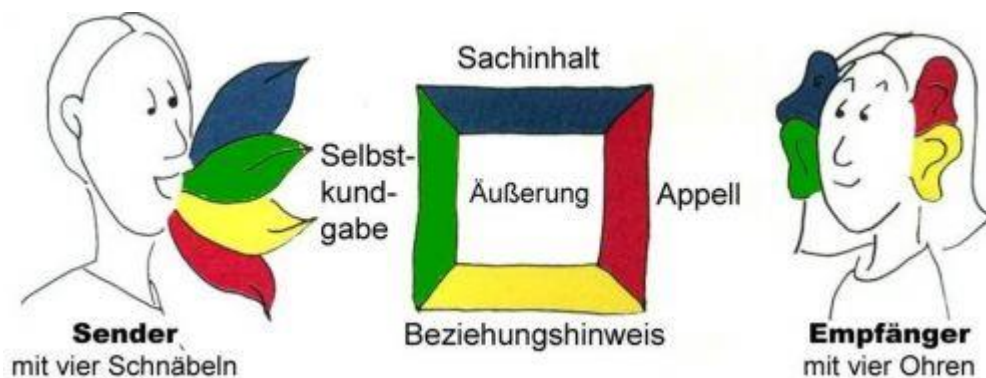 Sachinhalt
Selbst-
kund-
gabe
Äußerung
Appell
Beziehungshinweis
Sender
mit vier Schnäbeln
Empfänger
mit vier Ohren